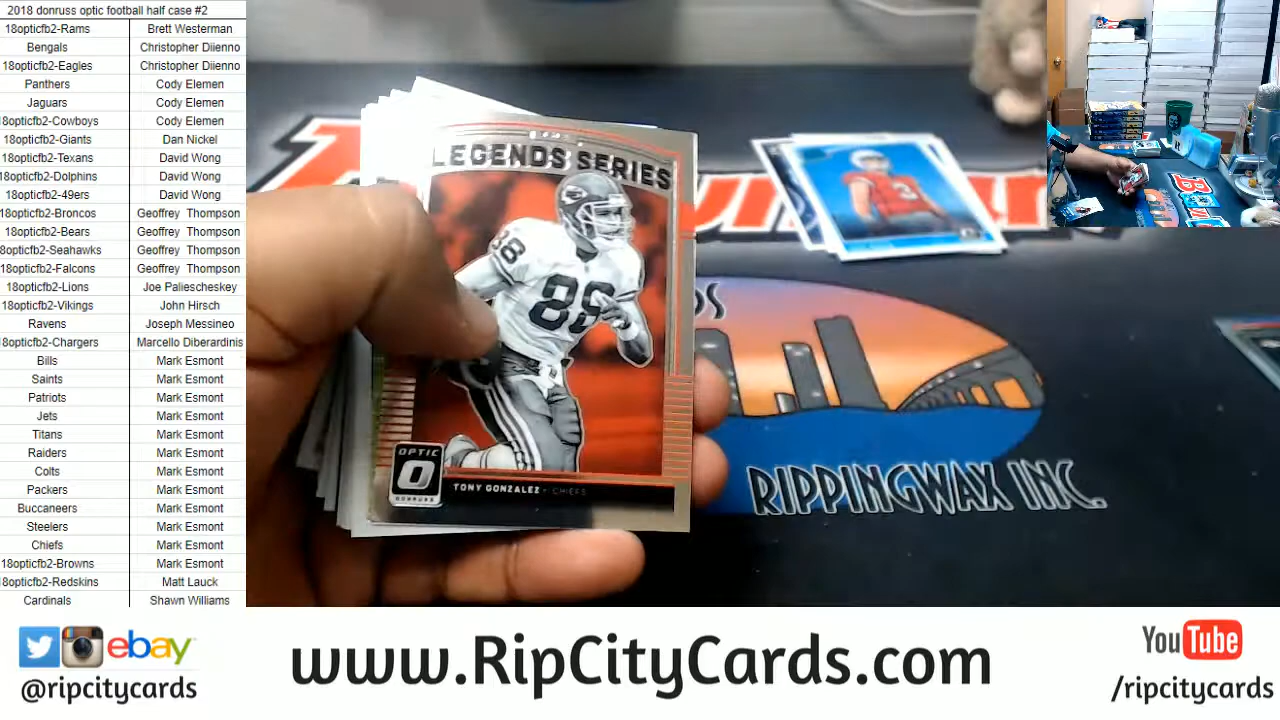 2018 donruss optic football half case #2
18opticfb2-Rams Brett Westerman
Bengals Christopher Diienno
18opticfb2-Eagles Christopher Diienno
Panthers Cody Elemen
Jaguars Cody Elemen
18opticfb2-Cowboys Cody Elemen
18opticfb2-Giants Dan Nickel
18opticfb2-Texans David Wong
18opticfb2-Dolphins David Wong
18opticfb2-49ers David Wong
18opticfb2-Broncos Geoffrey Thompson
18opticfb2-Bears Geoffrey Thompson
18opticfb2-Seahawks Geoffrey Thompson
18opticfb2-Falcons Geoffrey Thompson
18opticfb2-Lions Joe Paliescheskey
18opticfb2-Vikings John Hirsch
Ravens Joseph Messineo
18opticfb2-Chargers Marcello Diberardinis
Bills Mark Esmont
Saints Mark Esmont
Patriots Mark Esmont
Jets Mark Esmont
Titans Mark Esmont
Raiders Mark Esmont
Colts Mark Esmont
Packers Mark Esmont
Buccaneers Mark Esmont
Steelers Mark Esmont
Chiefs Mark Esmont
18opticfb2-Browns Mark Esmont
18opticfb2-Redskins Matt Lauck
Cardinals Shawn Williams
LEGENDS SERIES
88
88
OPTIC
DONRUSS
TONY GONZALEZ - CHIEFS
3
RIPPINGWAX INC.
ebay
@ripcitycards
www.RipCityCards.com
YouTube
/ripcitycards